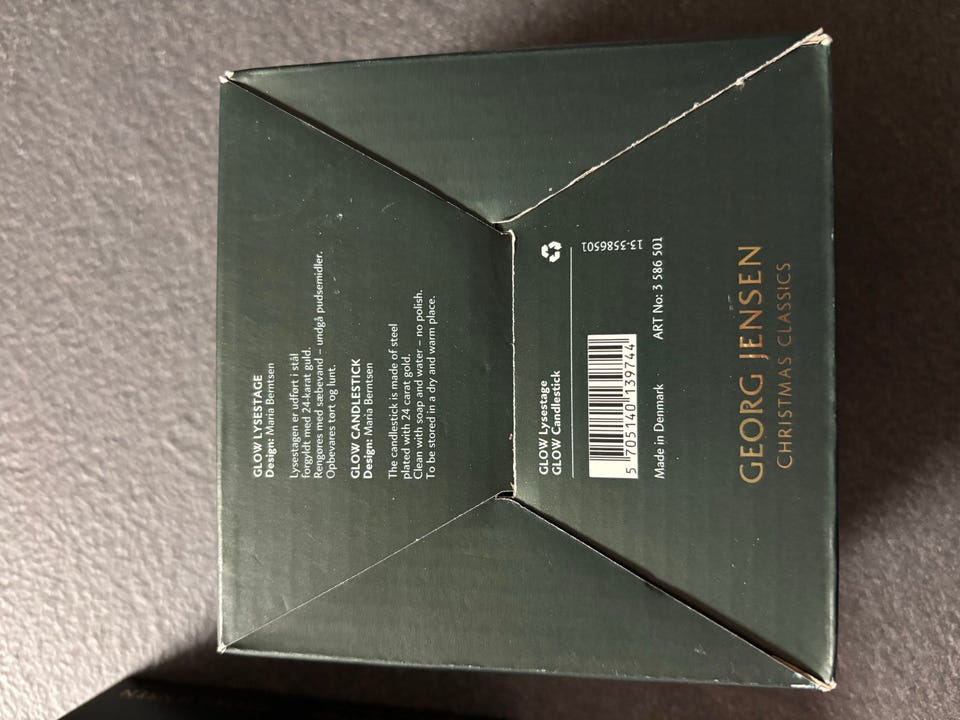 GLOW LYSESTAGE
Design: Maria Berntsen
Lysestagen er udført i stål
forgyldt med 24-karat guld.
Rengøres med sæbevand – undgå pudsemidler.
Opbevares tørt og lunt.
GLOW CANDLESTICK
Design: Maria Berntsen
The candlestick is made of steel
plated with 24 carat gold.
Clean with soap and water – no polish.
To be stored in a dry and warm place.
GLOW Lysestage
GLOW Candlestick
13-3586501
5 705140 139744
Made in Denmark ART No: 3 586 501
GEORG JENSEN
CHRISTMAS CLASSICS